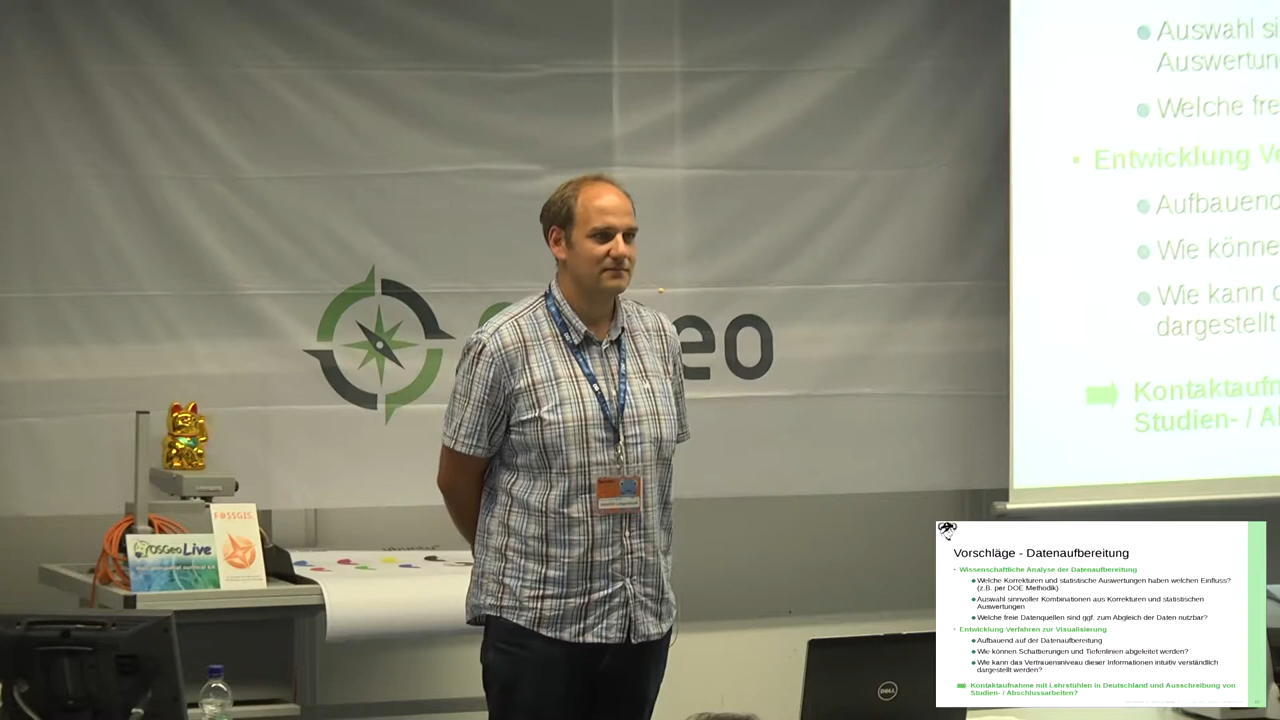 Auswahl si
Auswertun
Welche fre
Entwicklung Ve
Aufbauend
Wie könne
Wie kann d
dargestellt
Kontaktaufn
Studien- / A
eo
OSGeo Live
FOSSGIS
DELL
Vorschläge - Datenaufbereitung
Wissenschaftliche Analyse der Datenaufbereitung
Welche Korrekturen und statistische Auswertungen haben welchen Einfluss?
(z.B. per DOE Methodik)
Auswahl sinnvoller Kombinationen aus Korrekturen und statistischen
Auswertungen
Welche freie Datenquellen sind ggf. zum Abgleich der Daten nutzbar?
Entwicklung Verfahren zur Visualisierung
Aufbauend auf der Datenaufbereitung
Wie können Schattierungen und Tiefenlinien abgeleitet werden?
Wie kann das Vertrauensniveau dieser Informationen intuitiv verständlich
dargestellt werden?
Kontaktaufnahme mit Lehrstühlen in Deutschland und Ausschreibung von
Studien- / Abschlussarbeiten?